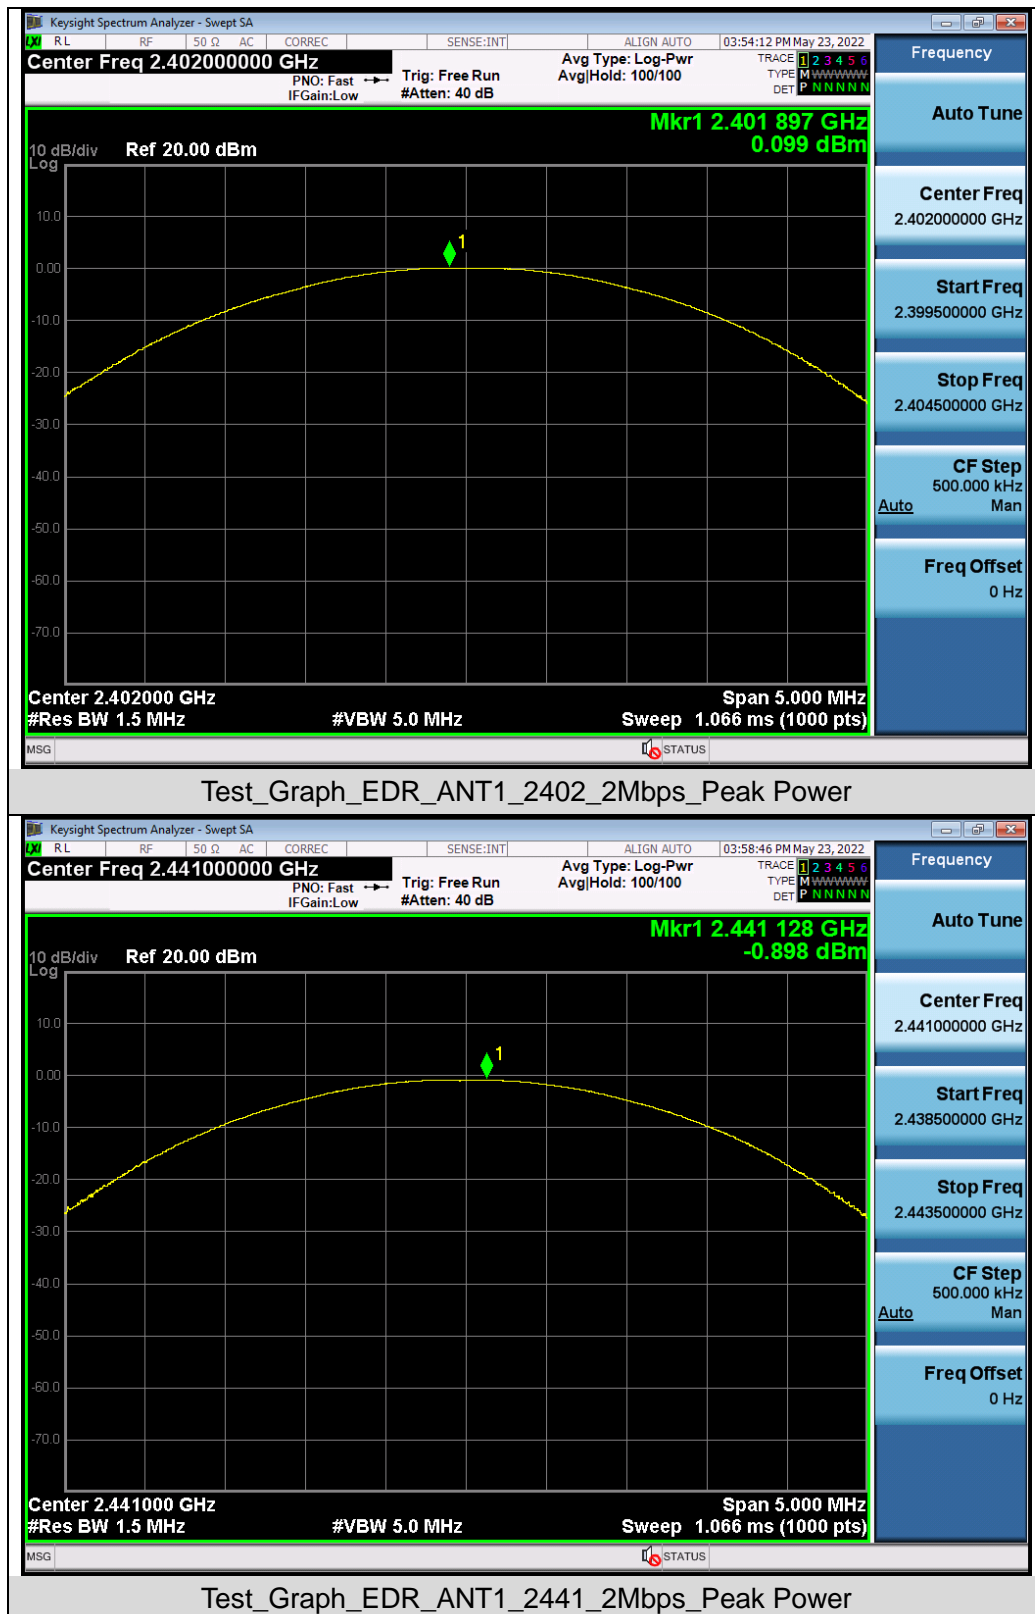 Keysight Spectrum Analyzer - Swept SA
LXI RL RF 50 Ω AC CORREC SENSE:INT ALIGN AUTO 03:54:12 PM May 23, 2022
Center Freq 2.402000000 GHz
PNO: Fast
IFGain:Low
Trig: Free Run
#Atten: 40 dB
Avg Type: Log-Pwr
Avg|Hold: 100/100
TRACE 1 2 3 4 5 6
TYPE M WWWWW
DET P N N N N N
Frequency
Auto Tune
Center Freq
2.402000000 GHz
Start Freq
2.399500000 GHz
Stop Freq
2.404500000 GHz
CF Step
500.000 kHz
Auto Man
Freq Offset
0 Hz
Mkr1 2.401 897 GHz
0.099 dBm
10 dB/div Ref 20.00 dBm
Log
10.0
1
0.00
-10.0
-20.0
-30.0
-40.0
-50.0
-60.0
-70.0
Center 2.402000 GHz Span 5.000 MHz
#Res BW 1.5 MHz #VBW 5.0 MHz Sweep 1.066 ms (1000 pts)
MSG STATUS
Test_Graph_EDR_ANT1_2402_2Mbps_Peak Power
Keysight Spectrum Analyzer - Swept SA
LXI RL RF 50 Ω AC CORREC SENSE:INT ALIGN AUTO 03:58:46 PM May 23, 2022
Center Freq 2.441000000 GHz
PNO: Fast
IFGain:Low
Trig: Free Run
#Atten: 40 dB
Avg Type: Log-Pwr
Avg|Hold: 100/100
TRACE 1 2 3 4 5 6
TYPE M WWWWW
DET P N N N N N
Frequency
Auto Tune
Center Freq
2.441000000 GHz
Start Freq
2.438500000 GHz
Stop Freq
2.443500000 GHz
CF Step
500.000 kHz
Auto Man
Freq Offset
0 Hz
Mkr1 2.441 128 GHz
-0.898 dBm
10 dB/div Ref 20.00 dBm
Log
10.0
1
0.00
-10.0
-20.0
-30.0
-40.0
-50.0
-60.0
-70.0
Center 2.441000 GHz Span 5.000 MHz
#Res BW 1.5 MHz #VBW 5.0 MHz Sweep 1.066 ms (1000 pts)
MSG STATUS
Test_Graph_EDR_ANT1_2441_2Mbps_Peak Power